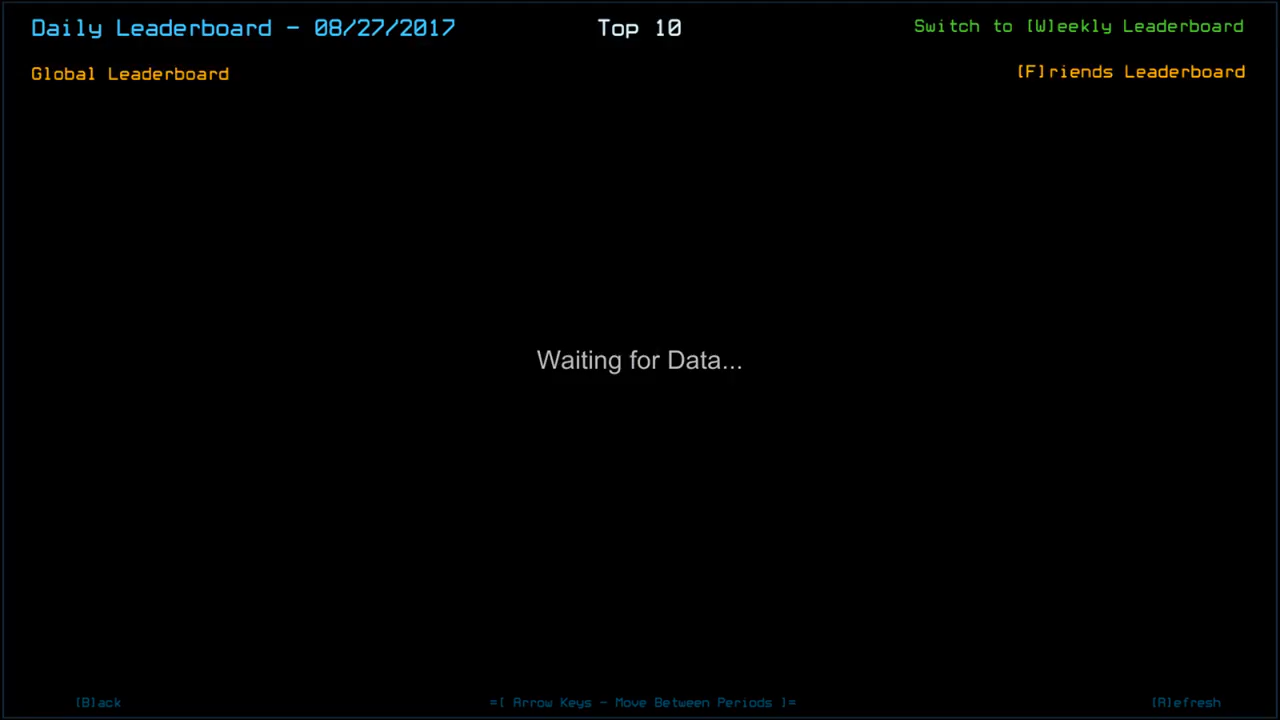 Daily Leaderboard - 08/27/2017
Top 10
Switch to [W]eekly Leaderboard
Global Leaderboard
[F]riends Leaderboard
Waiting for Data...
[B]ack
=[ Arrow Keys - Move Between Periods ]=
[R]efresh